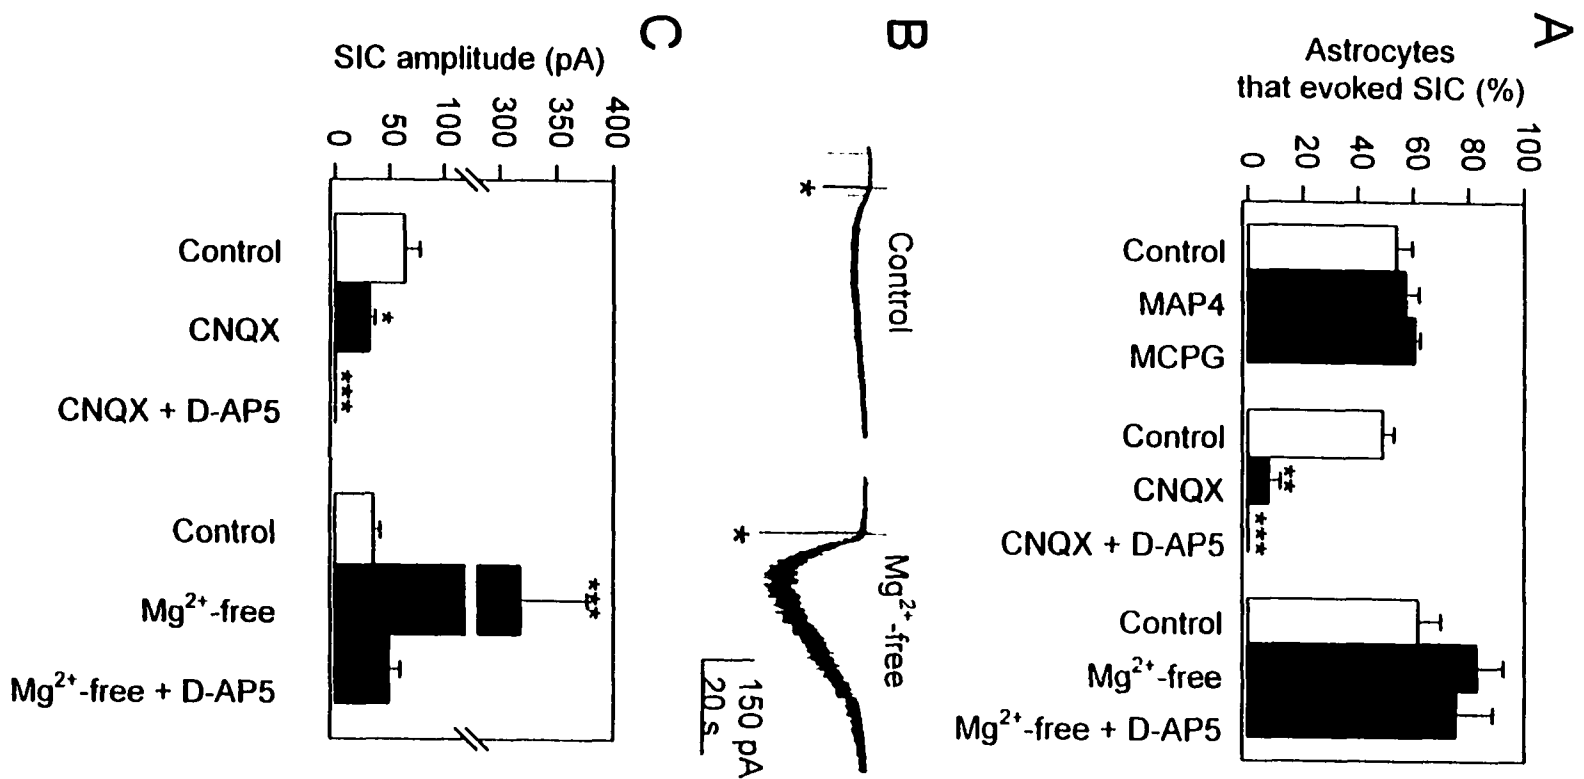 A
Astrocytes
that evoked SIC (%)
100
80
60
40
20
0
Control
MAP4
MCPG
Control
CNQX
CNQX + D-AP5
Control
Mg²⁺-free
Mg²⁺-free + D-AP5
**
***
B
Control
Mg²⁺-free
*
*
150 pA
20 s
C
SIC amplitude (pA)
400
350
300
100
50
0
Control
CNQX
CNQX + D-AP5
Control
Mg²⁺-free
Mg²⁺-free + D-AP5
*
***
***